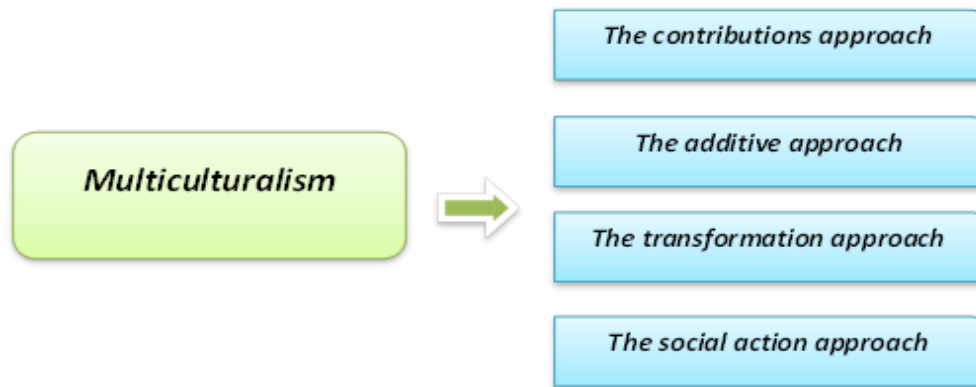 The contributions approach
The additive approach
Multiculturalism
The transformation approach
The social action approach